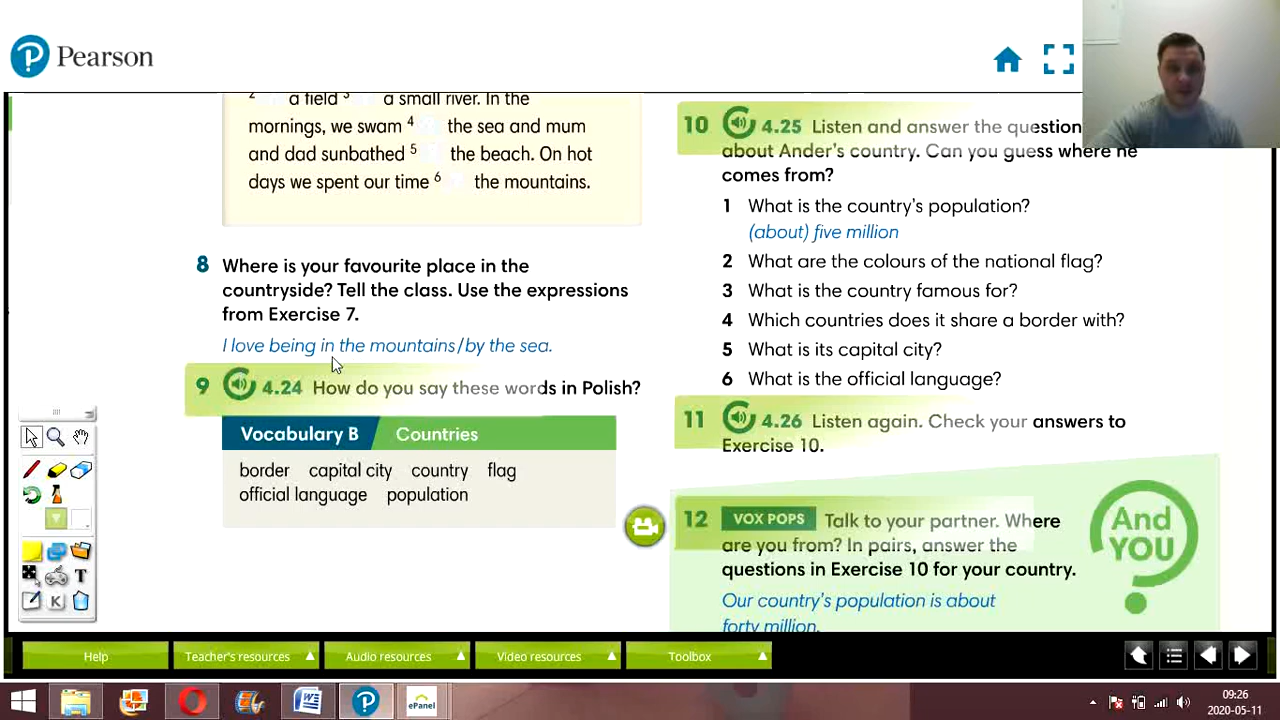 Pearson
2 a field 3 a small river. In the
mornings, we swam 4 the sea and mum
and dad sunbathed 5 the beach. On hot
days we spent our time 6 the mountains.
8 Where is your favourite place in the
countryside? Tell the class. Use the expressions
from Exercise 7.
I love being in the mountains/by the sea.
9 4.24 How do you say these words in Polish?
Vocabulary B Countries
border capital city country flag
official language population
10 4.25 Listen and answer the question
about Ander's country. Can you guess where he
comes from?
1 What is the country's population?
(about) five million
2 What are the colours of the national flag?
3 What is the country famous for?
4 Which countries does it share a border with?
5 What is its capital city?
6 What is the official language?
11 4.26 Listen again. Check your answers to
Exercise 10.
12 VOX POPS Talk to your partner. Where
are you from? In pairs, answer the
questions in Exercise 10 for your country.
Our country's population is about
forty million.
And
YOU
?
T
K
Help Teacher's resources Audio resources Video resources Toolbox
ePanel
09:26
2020-05-11